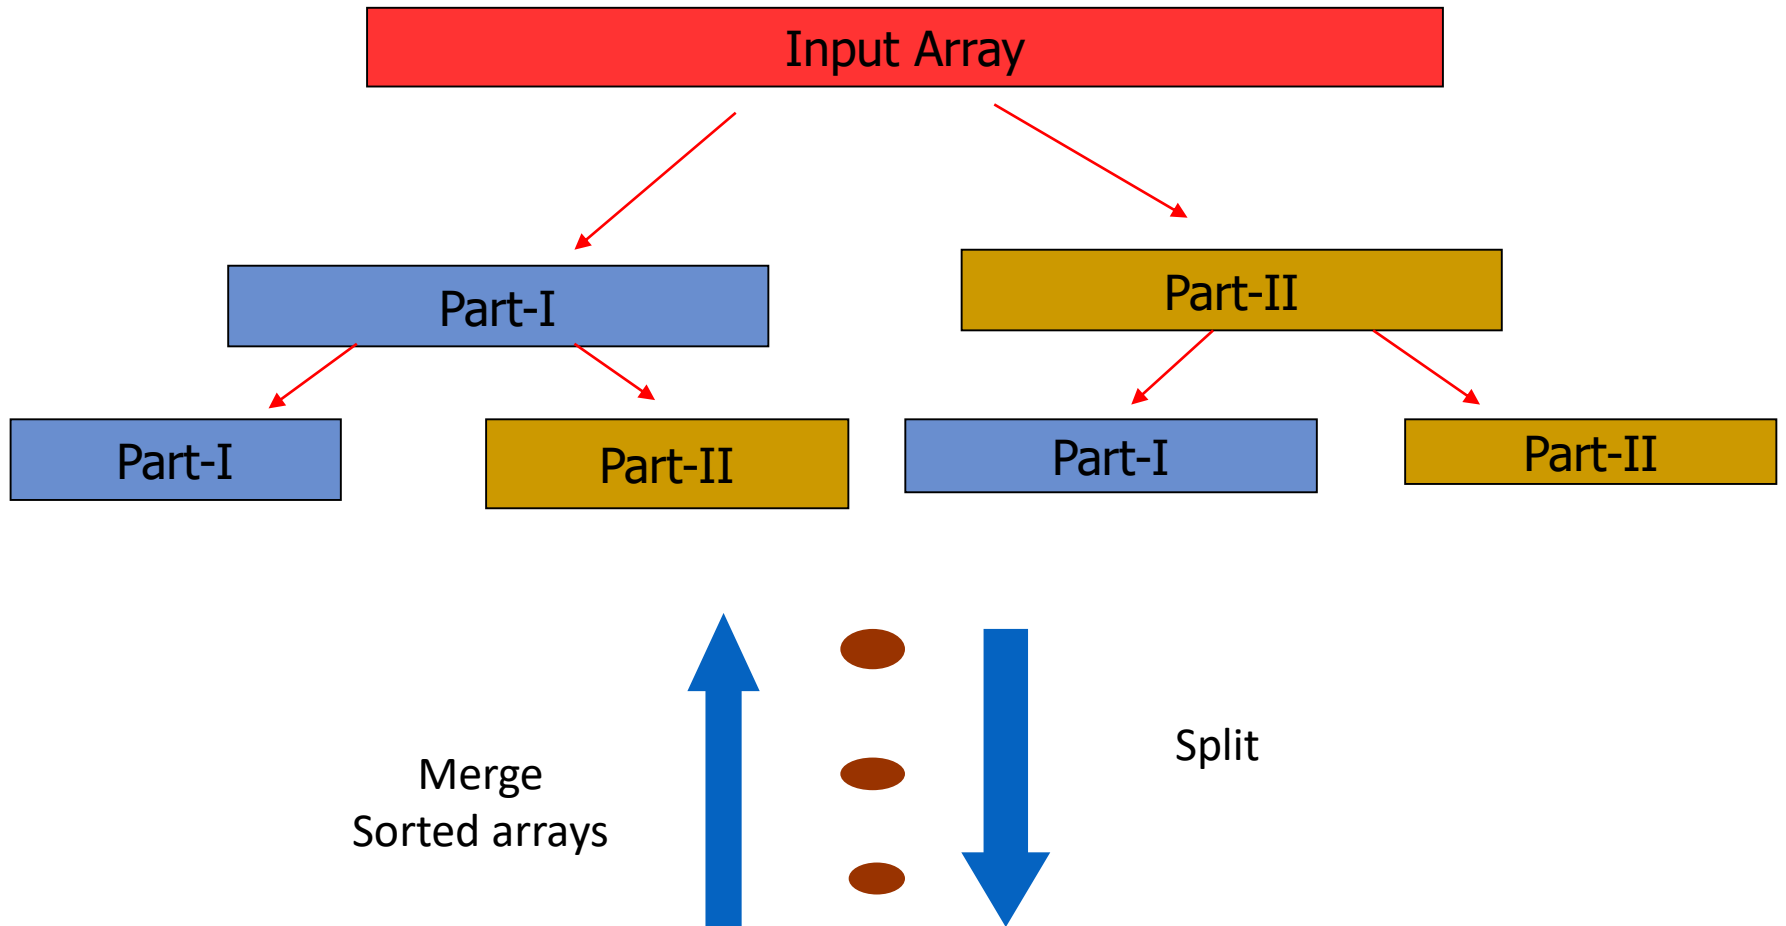 Input Array
Part-I
Part-II
Part-I
Part-II
Part-I
Part-II
Merge
Sorted arrays
Split